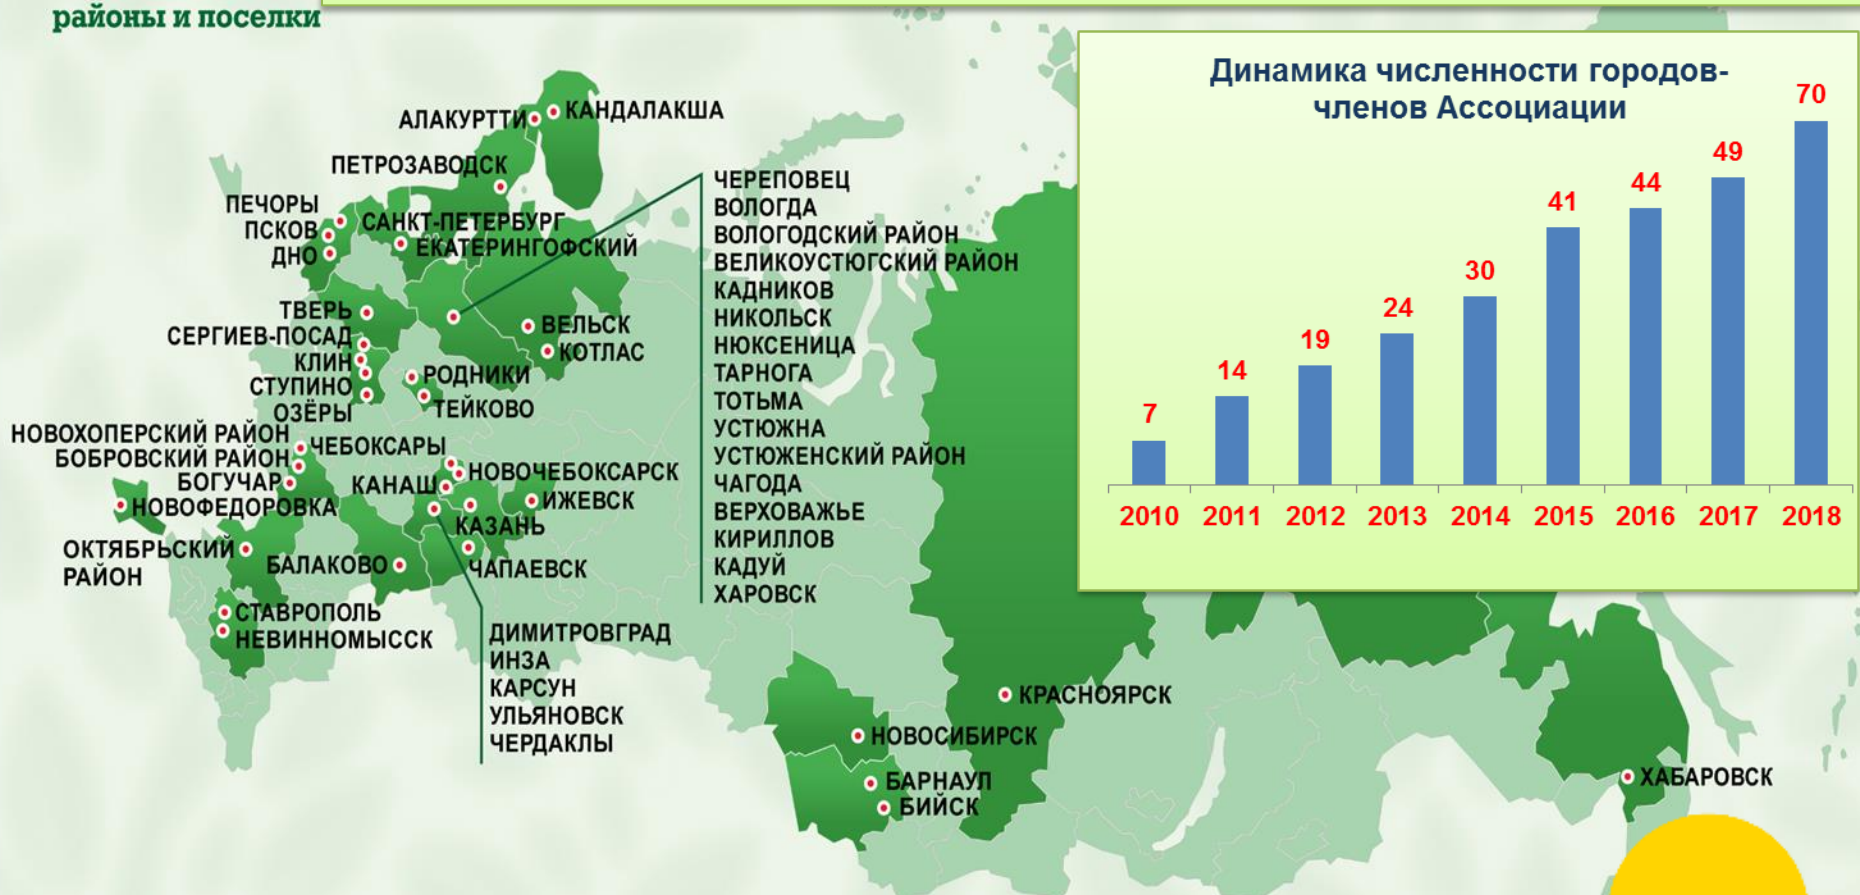 районы и поселки
АЛАКУРТТИ
КАНДАЛАКША
ПЕТРОЗАВОДСК
ПЕЧОРЫ
ПСКОВ
ДНО
САНКТ-ПЕТЕРБУРГ
ЕКАТЕРИНГОФСКИЙ
ТВЕРЬ
СЕРГИЕВ-ПОСАД
КЛИН
СТУПИНО
ОЗЁРЫ
ВЕЛЬСК
КОТЛАС
РОДНИКИ
ТЕЙКОВО
НОВОХОПЕРСКИЙ РАЙОН
БОБРОВСКИЙ РАЙОН
БОГУЧАР
НОВОФЕДОРОВКА
ЧЕБОКСАРЫ
НОВОЧЕБОКСАРСК
КАНАШ
ИЖЕВСК
КАЗАНЬ
ОКТЯБРЬСКИЙ
РАЙОН
БАЛАКОВО
ЧАПАЕВСК
СТАВРОПОЛЬ
НЕВИННОМЫССК
ДИМИТРОВГРАД
ИНЗА
КАРСУН
УЛЬЯНОВСК
ЧЕРДАКЛЫ
ЧЕРЕПОВЕЦ
ВОЛОГДА
ВОЛОГОДСКИЙ РАЙОН
ВЕЛИКОУСТЮГСКИЙ РАЙОН
КАДНИКОВ
НИКОЛЬСК
НЮКСЕНИЦА
ТАРНОГА
ТОТЬМА
УСТЮЖНА
УСТЮЖЕНСКИЙ РАЙОН
ЧАГОДА
ВЕРХОВАЖЬЕ
КИРИЛЛОВ
КАДУЙ
ХАРОВСК
КРАСНОЯРСК
НОВОСИБИРСК
БАРНАУЛ
БИЙСК
ХАБАРОВСК
Динамика численности городов-
членов Ассоциации
7 14 19 24 30 41 44 49 70
2010 2011 2012 2013 2014 2015 2016 2017 2018